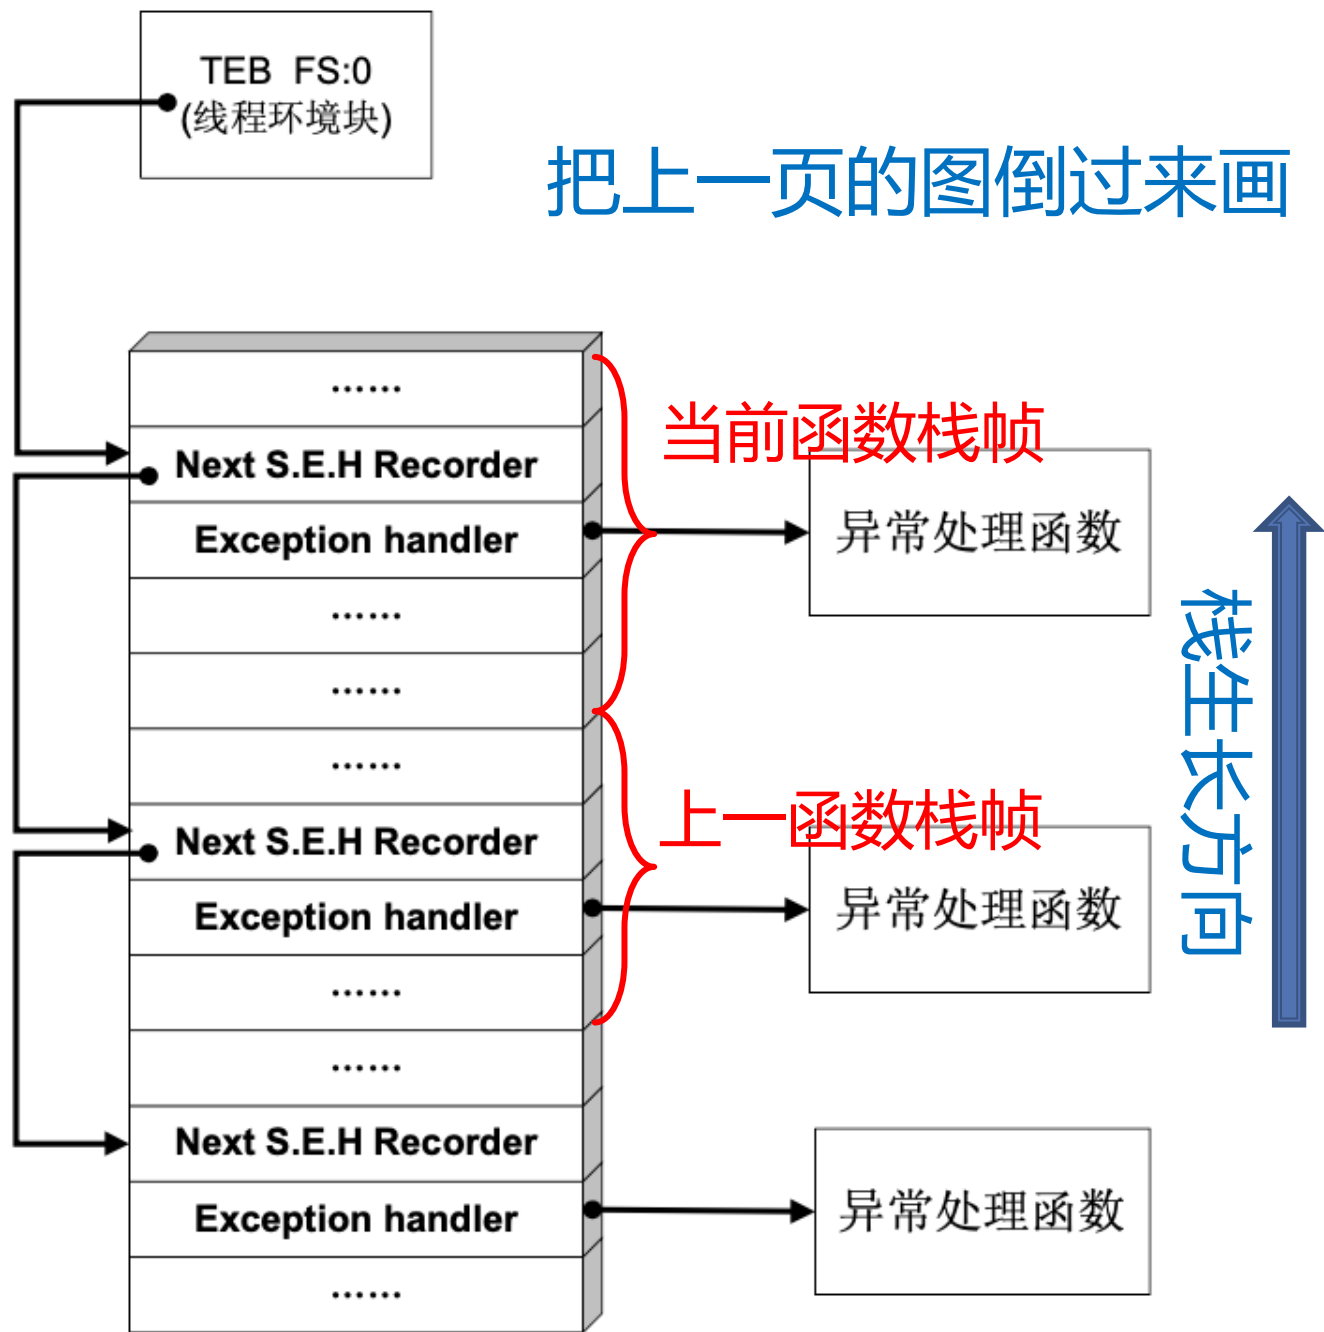 TEB FS:0
(线程环境块)
把上一页的图倒过来画
……
当前函数栈帧
Next S.E.H Recorder
Exception handler
异常处理函数
……
……
……
上一函数栈帧
Next S.E.H Recorder
Exception handler
异常处理函数
栈生长方向
……
……
Next S.E.H Recorder
Exception handler
异常处理函数
……